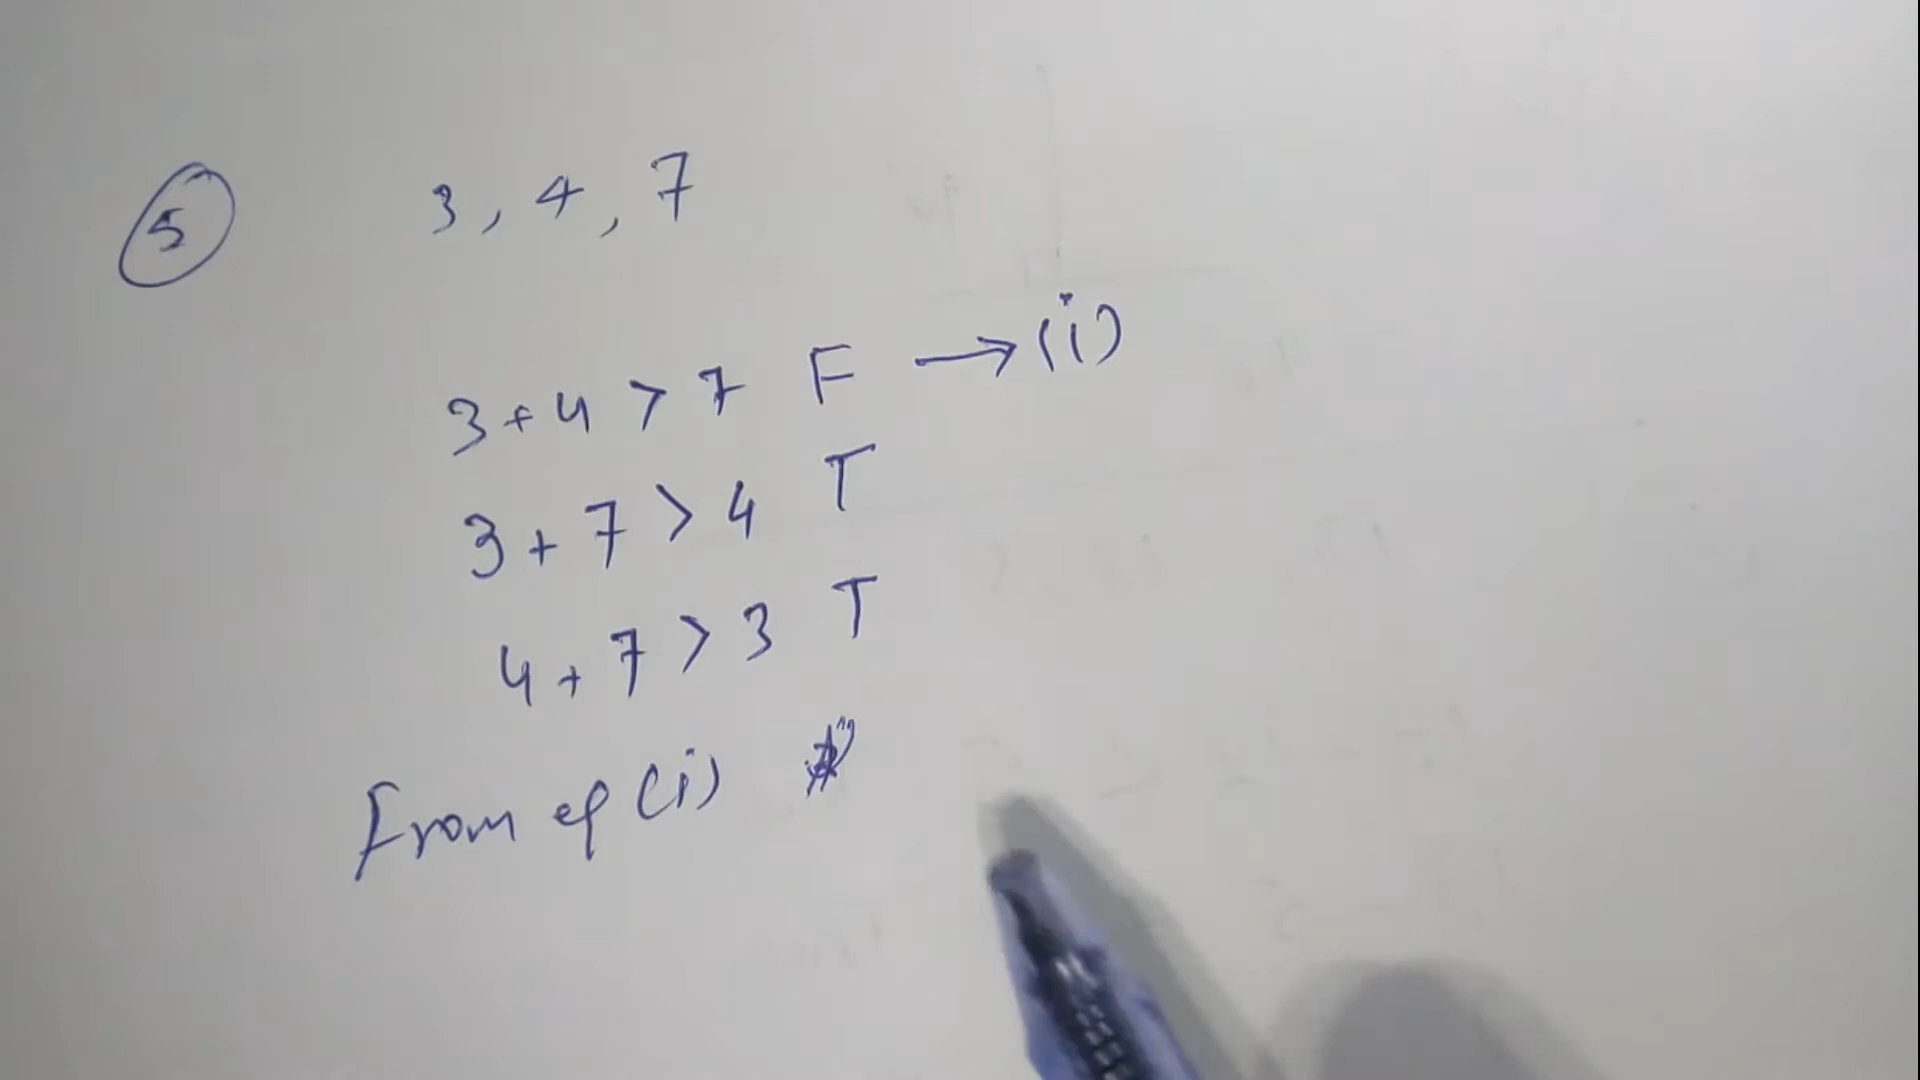 5 3, 4, 7
3+4 > 7 F → (i)
3+7 > 4 T
4+7 > 3 T
From eq (i)